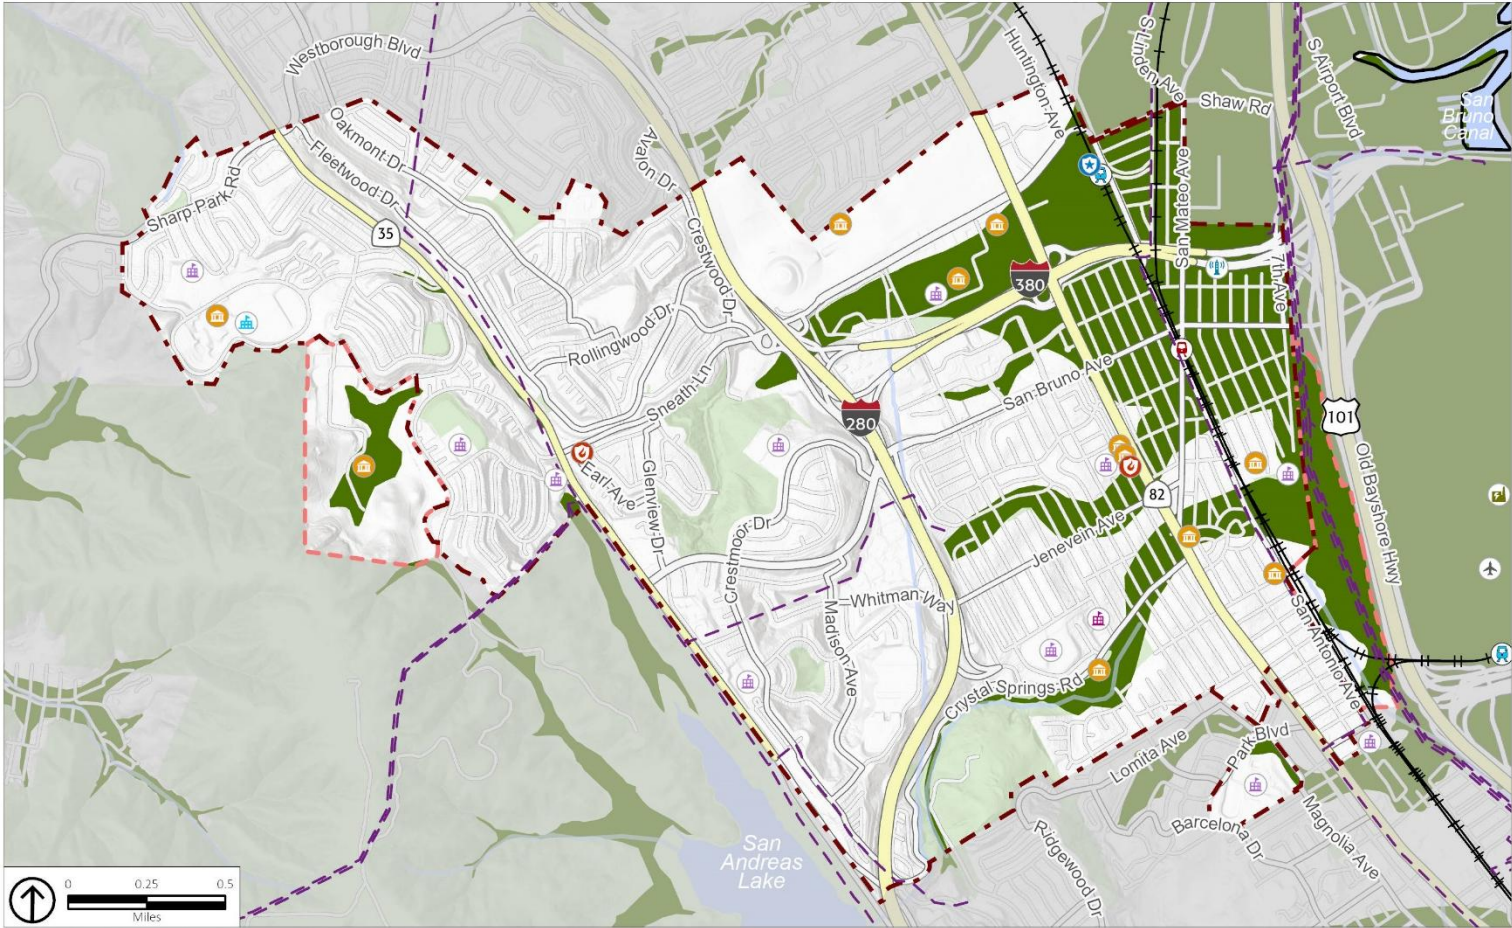 Westborough Blvd
Huntington Ave
S Linden Ave
Shaw Rd
S Airport Blvd
San
Bruno
Canal
Oakmont Dr
Fleetwood Dr
Avalon Dr
San Mateo Ave
Sharp Park Rd
35
Crestwood Dr
380
7th Ave
Rollingwood Dr
Sneath Ln
San Bruno Ave
280
101
Earl Ave
Glenview Dr
82
Old Bayshore Hwy
Crestmoor Dr
Jenevein Ave
Whitman Way
Madison Ave
San Antonio Ave
Crystal Springs Rd
Lomita Ave
Park Blvd
Magnolia Ave
Barcelona Dr
Ridgewood Dr
San
Andreas
Lake
0 0.25 0.5
Miles